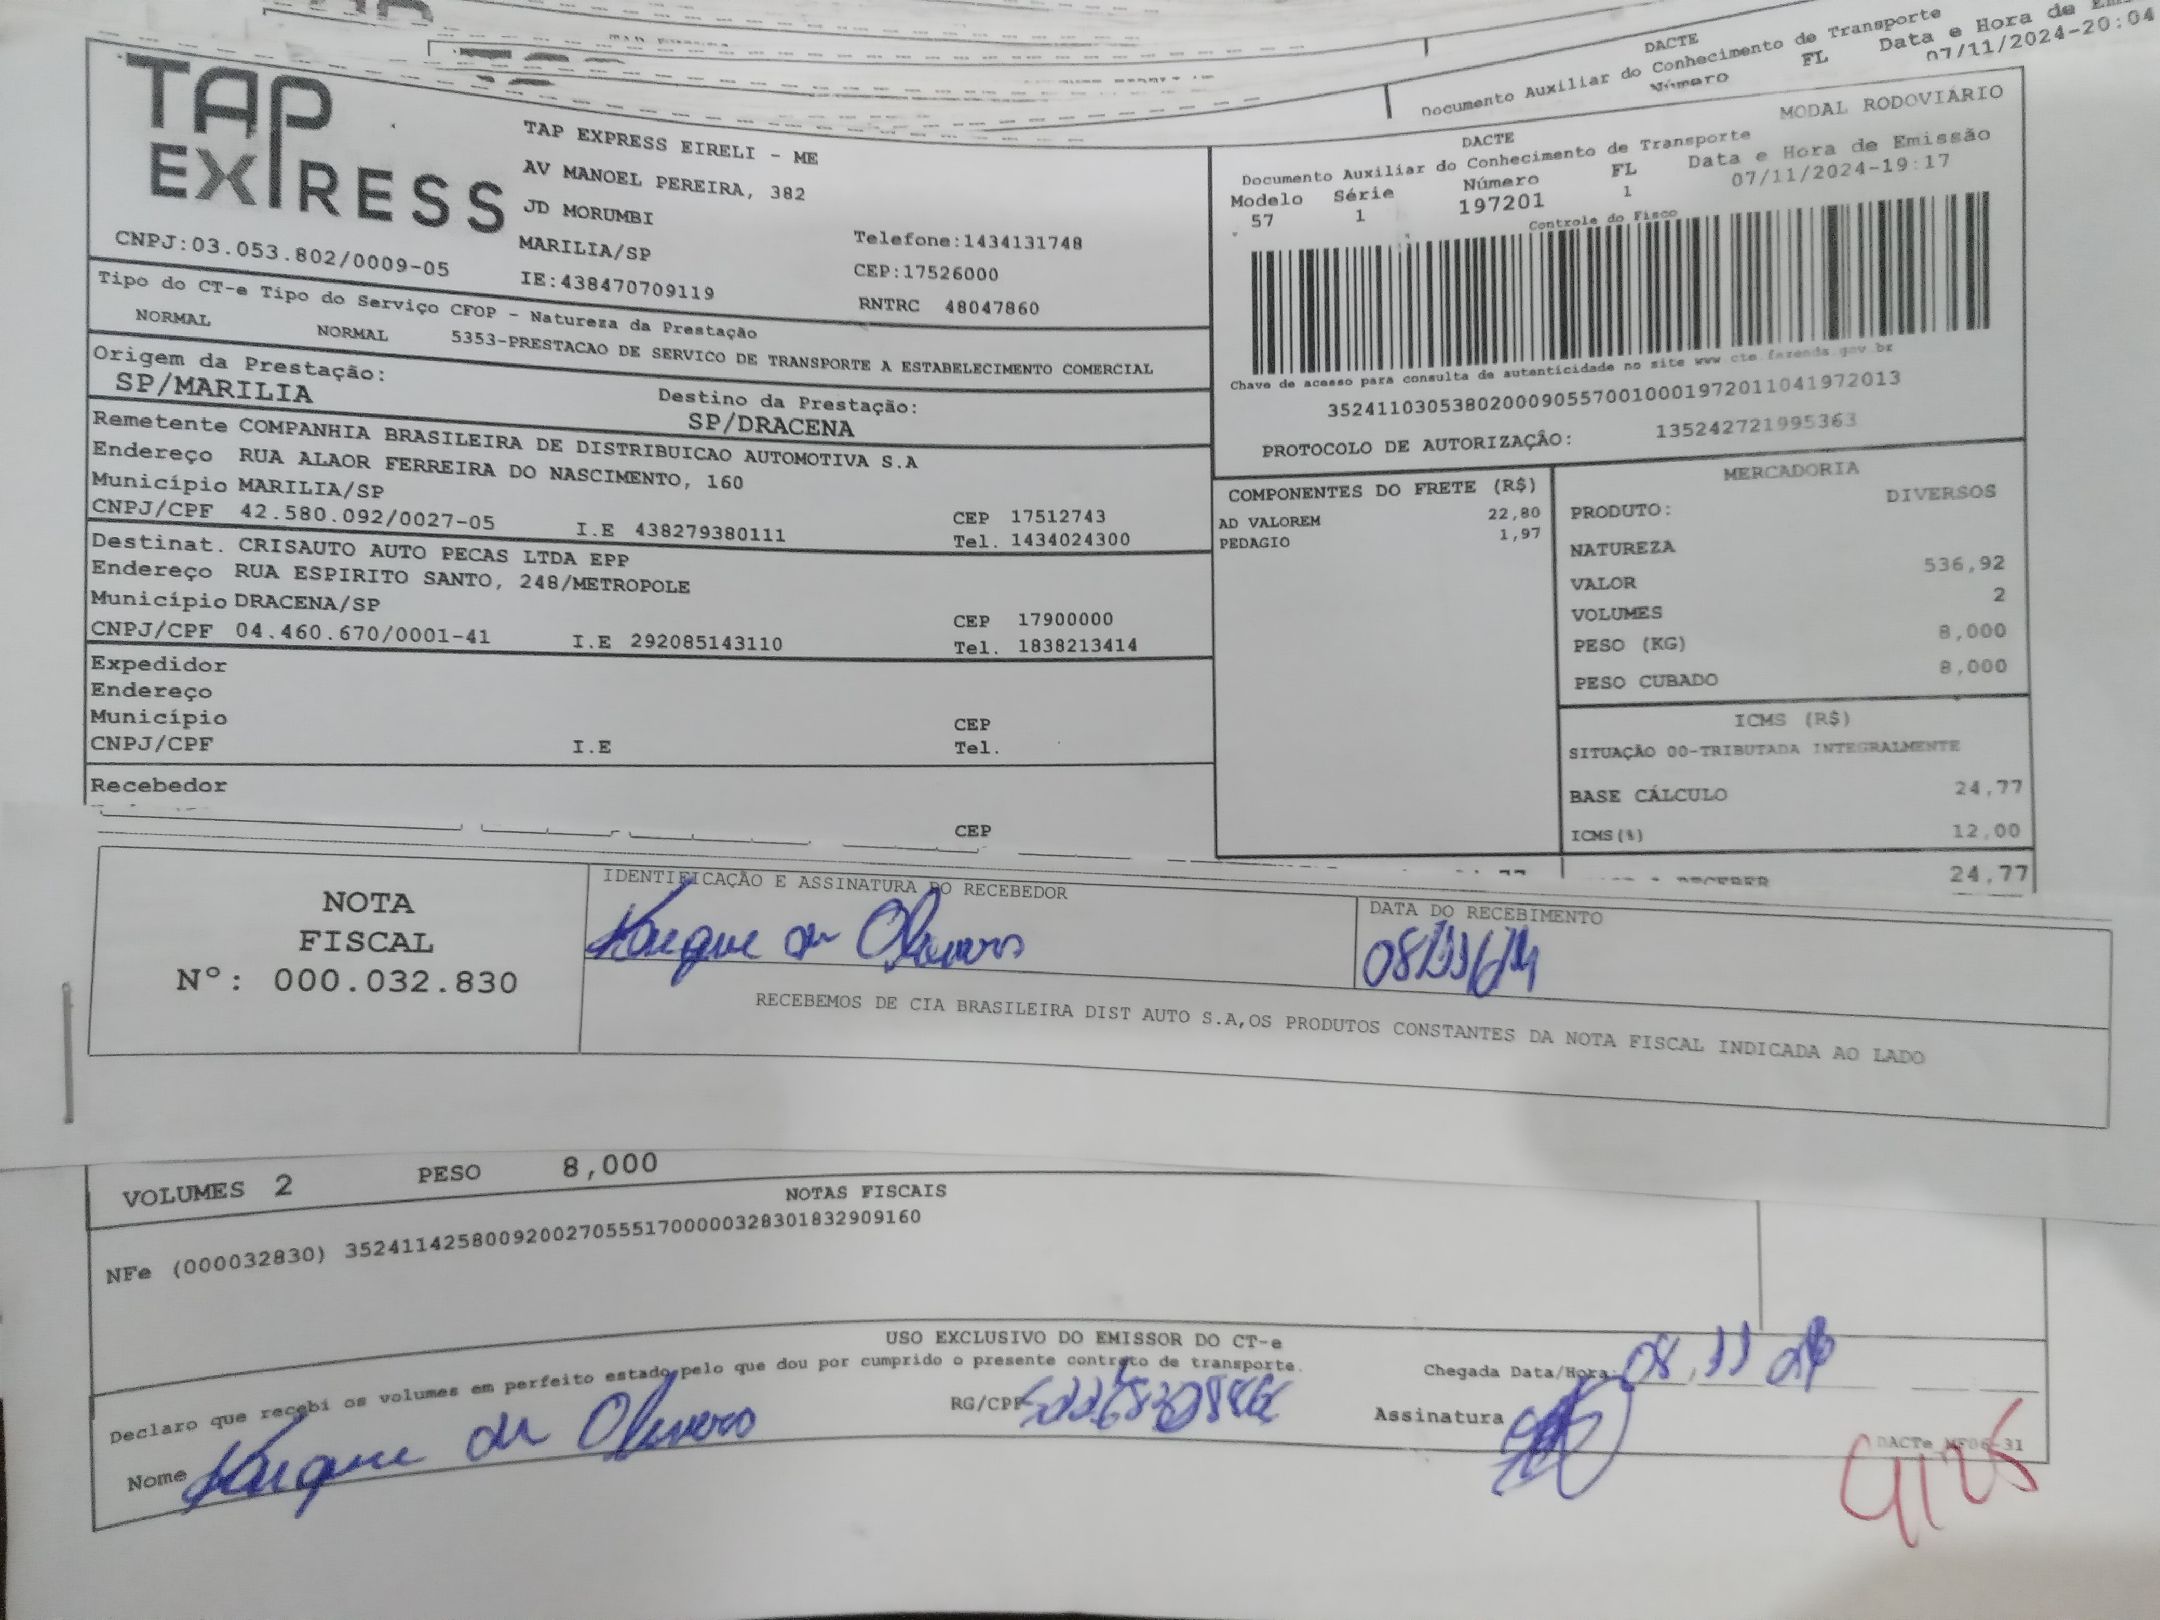 DACTE
Documento Auxiliar do Conhecimento de Transporte
Número FL Data e Hora de
07/11/2024-20:04
TAP
EXPRESS
CNPJ:03.053.802/0009-05
TAP EXPRESS EIRELI - ME
AV MANOEL PEREIRA, 382
JD MORUMBI
MARILIA/SP
IE:438470709119
Telefone:1434131748
CEP:17526000
RNTRC 48047860
MODAL RODOVIÁRIO
DACTE
Documento Auxiliar do Conhecimento de Transporte
Modelo Série Número FL Data e Hora de Emissão
57 1 197201 1 07/11/2024-19:17
Controle do Fisco
Chave de acesso para consulta de autenticidade no site www.cte.fazenda.gov.br
35241103053802000905570010001972011041972013
PROTOCOLO DE AUTORIZAÇÃO: 135242721995363
Tipo do CT-e Tipo do Serviço CFOP - Natureza da Prestação
NORMAL NORMAL 5353-PRESTACAO DE SERVICO DE TRANSPORTE A ESTABELECIMENTO COMERCIAL
Origem da Prestação: Destino da Prestação:
SP/MARILIA SP/DRACENA
Remetente COMPANHIA BRASILEIRA DE DISTRIBUICAO AUTOMOTIVA S.A
Endereço RUA ALAOR FERREIRA DO NASCIMENTO, 160
Município MARILIA/SP CEP 17512743
CNPJ/CPF 42.580.092/0027-05 I.E 438279380111 Tel. 1434024300
Destinat. CRISAUTO AUTO PECAS LTDA EPP
Endereço RUA ESPIRITO SANTO, 248/METROPOLE
Município DRACENA/SP CEP 17900000
CNPJ/CPF 04.460.670/0001-41 I.E 292085143110 Tel. 1838213414
Expedidor
Endereço
Município CEP
CNPJ/CPF I.E Tel.
Recebedor
CEP
COMPONENTES DO FRETE (R$)
AD VALOREM 22,80
PEDAGIO 1,97
MERCADORIA
PRODUTO: DIVERSOS
NATUREZA
VALOR 536,92
VOLUMES 2
PESO (KG) 8,000
PESO CUBADO 8,000
ICMS (R$)
SITUAÇÃO 00-TRIBUTADA INTEGRALMENTE
BASE CÁLCULO 24,77
ICMS(%) 12,00
24,77
NOTA
FISCAL
Nº: 000.032.830
IDENTIFICAÇÃO E ASSINATURA DO RECEBEDOR
DATA DO RECEBIMENTO
RECEBEMOS DE CIA BRASILEIRA DIST AUTO S.A,OS PRODUTOS CONSTANTES DA NOTA FISCAL INDICADA AO LADO
VOLUMES 2 PESO 8,000
NOTAS FISCAIS
NFe (000032830) 35241142580092002705551700000328301832909160
USO EXCLUSIVO DO EMISSOR DO CT-e
Declaro que recebi os volumes em perfeito estado pelo que dou por cumprido o presente contrato de transporte.
Chegada Data/Hora:
Nome
RG/CPF
Assinatura